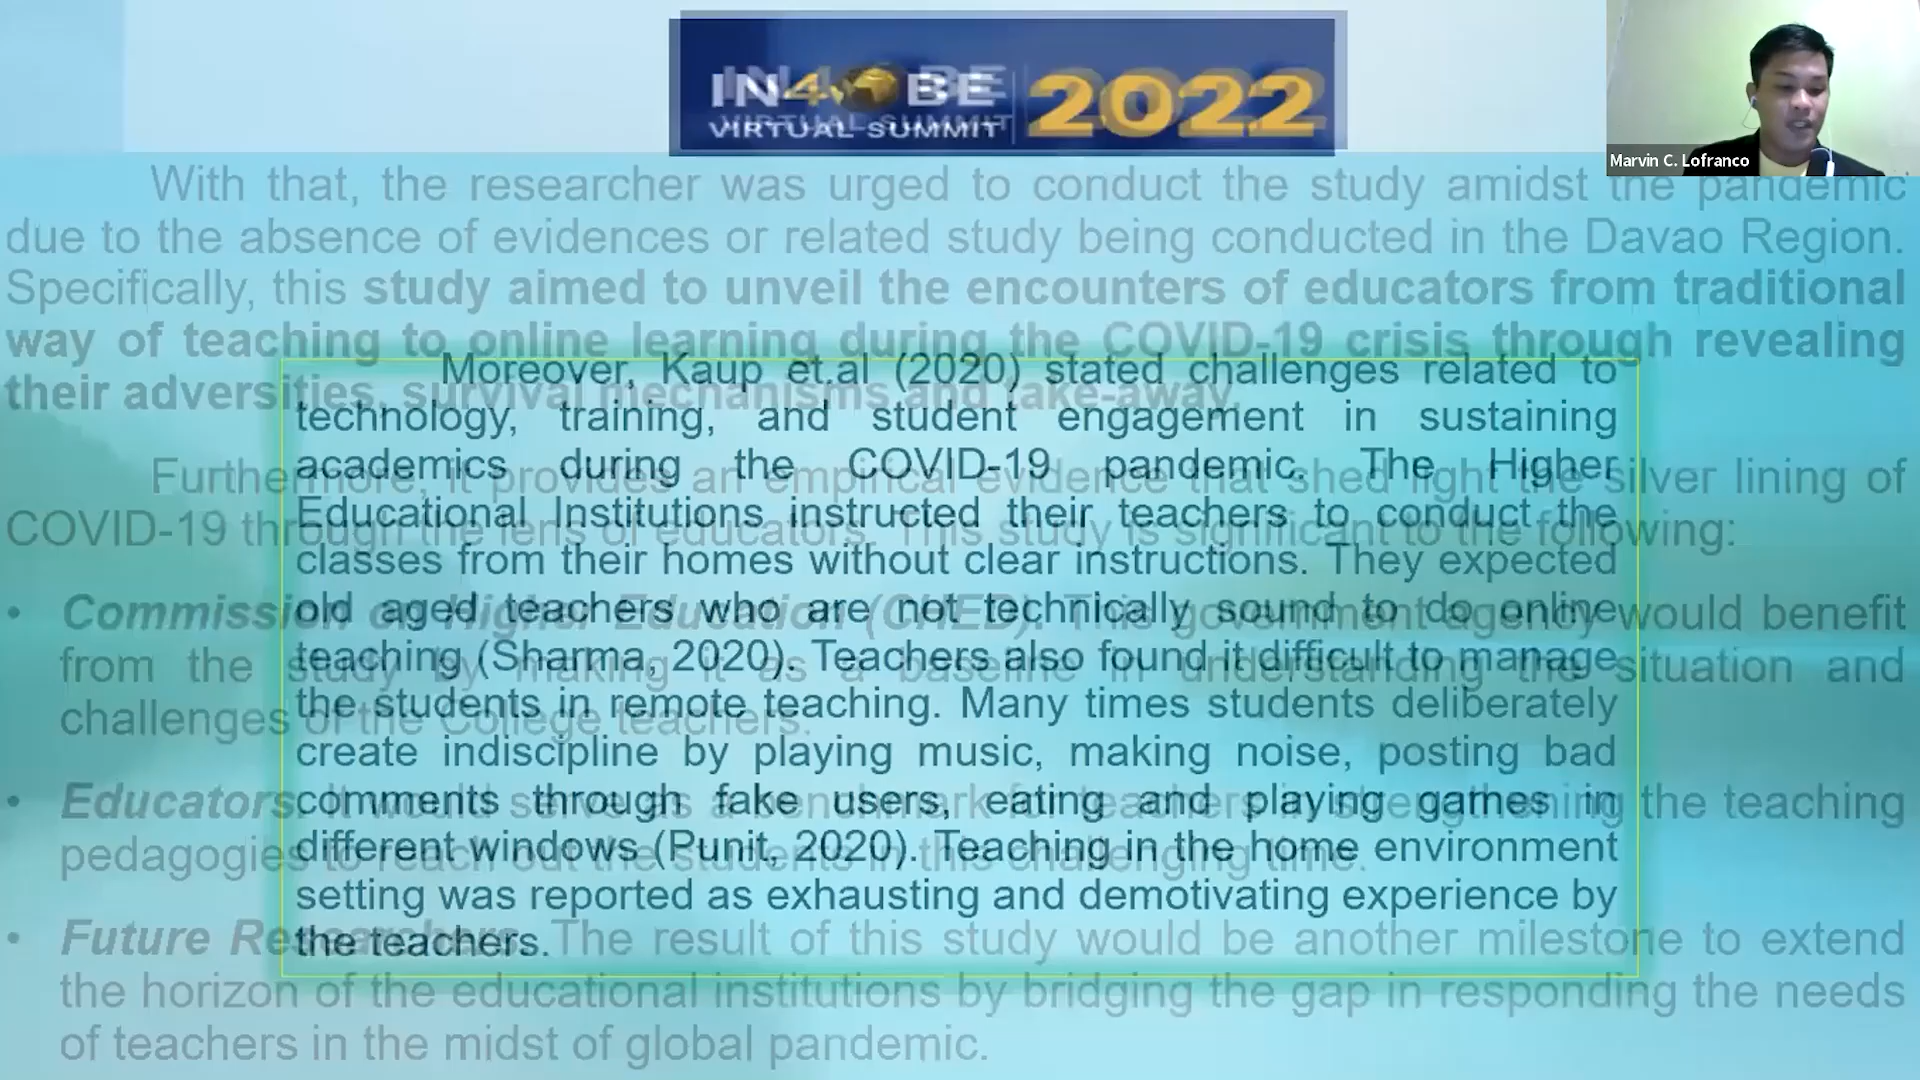 IN4OBE
VIRTUAL SUMMIT
2022
Marvin C. Lofranco
With that, the researcher was urged to conduct the study amidst the pandemic
due to the absence of evidences or related study being conducted in the Davao Region.
Specifically, this study aimed to unveil the encounters of educators from traditional
way of teaching to online learning during the COVID-19 crisis through revealing
their adversities, survival mechanisms and take-away.
Furthermore, it provides an empirical evidence that shed light the silver lining of
COVID-19 through the lens of educators. This study is significant to the following:
• Commission on Higher Education (CHED). This government agency would benefit
from the study by making it as a baseline in understanding the situation and
challenges of the College teachers.
• Educators. It would serve as a benchmark for teachers in strengthening the teaching
pedagogies to reach out the students in this challenging time.
• Future Researchers. The result of this study would be another milestone to extend
the horizon of the educational institutions by bridging the gap in responding the needs
of teachers in the midst of global pandemic.
Moreover, Kaup et.al (2020) stated challenges related to
technology, training, and student engagement in sustaining
academics during the COVID-19 pandemic. The Higher
Educational Institutions instructed their teachers to conduct the
classes from their homes without clear instructions. They expected
old aged teachers who are not technically sound to do online
teaching (Sharma, 2020). Teachers also found it difficult to manage
the students in remote teaching. Many times students deliberately
create indiscipline by playing music, making noise, posting bad
comments through fake users, eating and playing games in
different windows (Punit, 2020). Teaching in the home environment
setting was reported as exhausting and demotivating experience by
the teachers.